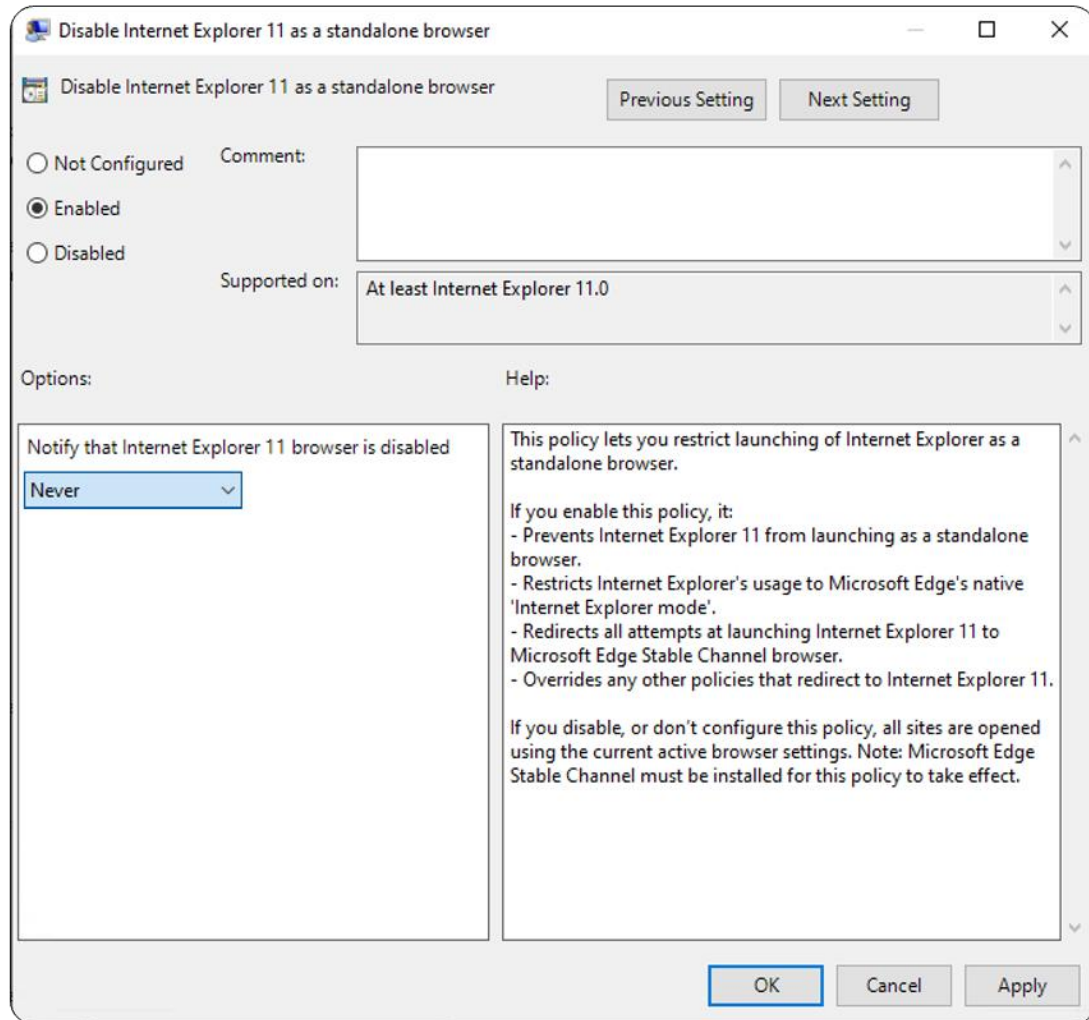 Disable Internet Explorer 11 as a standalone browser
Disable Internet Explorer 11 as a standalone browser
Previous Setting
Next Setting
Not Configured
Enabled
Disabled
Comment:
Supported on:
At least Internet Explorer 11.0
Options:
Help:
Notify that Internet Explorer 11 browser is disabled
Never
This policy lets you restrict launching of Internet Explorer as a
standalone browser.
If you enable this policy, it:
- Prevents Internet Explorer 11 from launching as a standalone
browser.
- Restricts Internet Explorer's usage to Microsoft Edge's native
'Internet Explorer mode'.
- Redirects all attempts at launching Internet Explorer 11 to
Microsoft Edge Stable Channel browser.
- Overrides any other policies that redirect to Internet Explorer 11.
If you disable, or don’t configure this policy, all sites are opened
using the current active browser settings. Note: Microsoft Edge
Stable Channel must be installed for this policy to take effect.
OK
Cancel
Apply